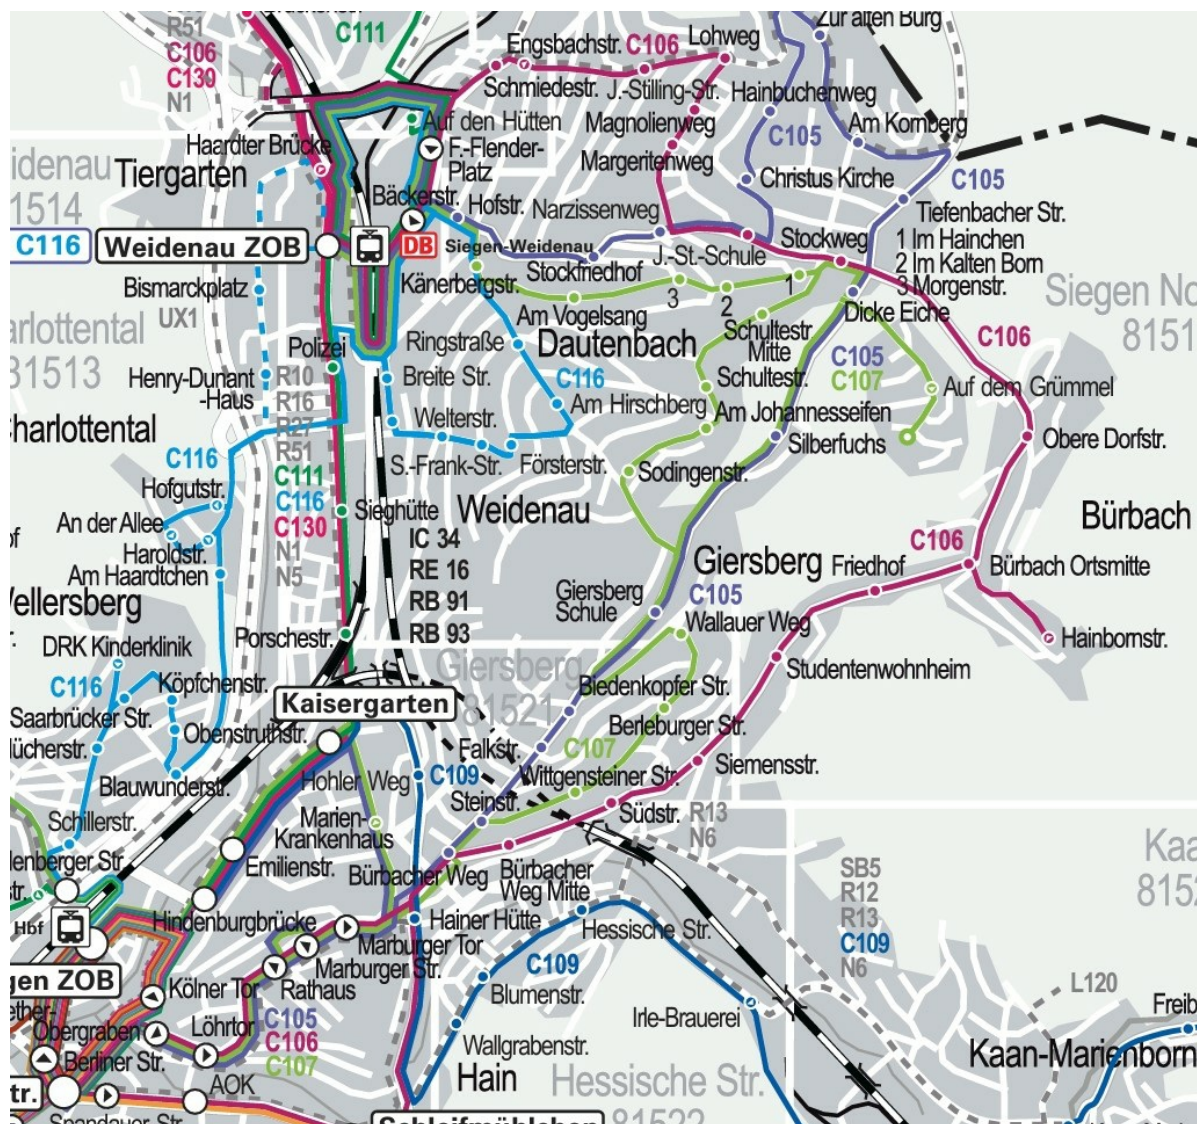 R51
C106
C130
N1
C111
Engsbachstr.
C106
Lohweg
Zur alten Burg
Schmiedestr.
J.-Stilling-Str.
Hainbuchenweg
Auf den Hütten
Magnolienweg
C105
Am Kornberg
Haardter Brücke
F.-Flender-
Platz
Margeritenweg
idenau
1514
Tiergarten
Bäckerstr.
Hofstr.
Narzissenweg
Christus Kirche
C105
Tiefenbacher Str.
C116
Weidenau ZOB
DB
Siegen-Weidenau
Stockweg
1 Im Hainchen
2 Im Kalten Born
3 Morgenstr.
Stockfriedhof
J.-St.-Schule
Känerbergstr.
Bismarckplatz
UX1
3
2
1
Dicke Eiche
Siegen No
8151
Am Vogelsang
Schultestr.
Mitte
arlottental
81513
Polizei
Ringstraße
Dautenbach
C105
C107
C106
Henry-Dunant
-Haus
R10
R16
R27
R51
C111
C116
C130
N1
N5
Breite Str.
C116
Schultestr.
Auf dem Grümmel
Welterstr.
Am Hirschberg
Am Johannesseifen
Charlottental
C116
S.-Frank-Str.
Försterstr.
Silberfuchs
Obere Dorfstr.
Sodingenstr.
Hofgutstr.
An der Allee
Haroldstr.
Am Haardtchen
Sieghütte
Weidenau
IC 34
RE 16
RB 91
RB 93
Bürbach
C106
Giersberg
Friedhof
Bürbach Ortsmitte
Giersberg
Schule
C105
Wallauer Weg
Wellersberg
Porschestr.
Hainbornstr.
DRK Kinderklinik
C116
Köpfchenstr.
Giersberg
81521
Studentenwohnheim
Kaisergarten
Biedenkopfer Str.
Saarbrücker Str.
Obenstruthstr.
Berleburger Str.
Falkstr.
C107
Blauwunderstr.
Hohler Weg
C109
Wittgensteiner Str.
Siemensstr.
Steinstr.
Schillerstr.
Marien-
Krankenhaus
Südstr.
R13
N6
Emilienstr.
Bürbacher Weg
Bürbacher
Weg Mitte
SB5
R12
R13
C109
N6
Kaa
Hbf
Hindenburgbrücke
Hainer Hütte
Hessische Str.
Marburger Tor
Marburger Str.
Rathaus
C109
gen ZOB
Kölner Tor
Blumenstr.
L120
Obergraben
Löhrtor
C105
C106
C107
Irle-Brauerei
Berliner Str.
Wallgrabenstr.
Kaan-Marienborn
tr.
AOK
Hain
Hessische Str.
81522
Spandauer Str.
Schleifmühlchen